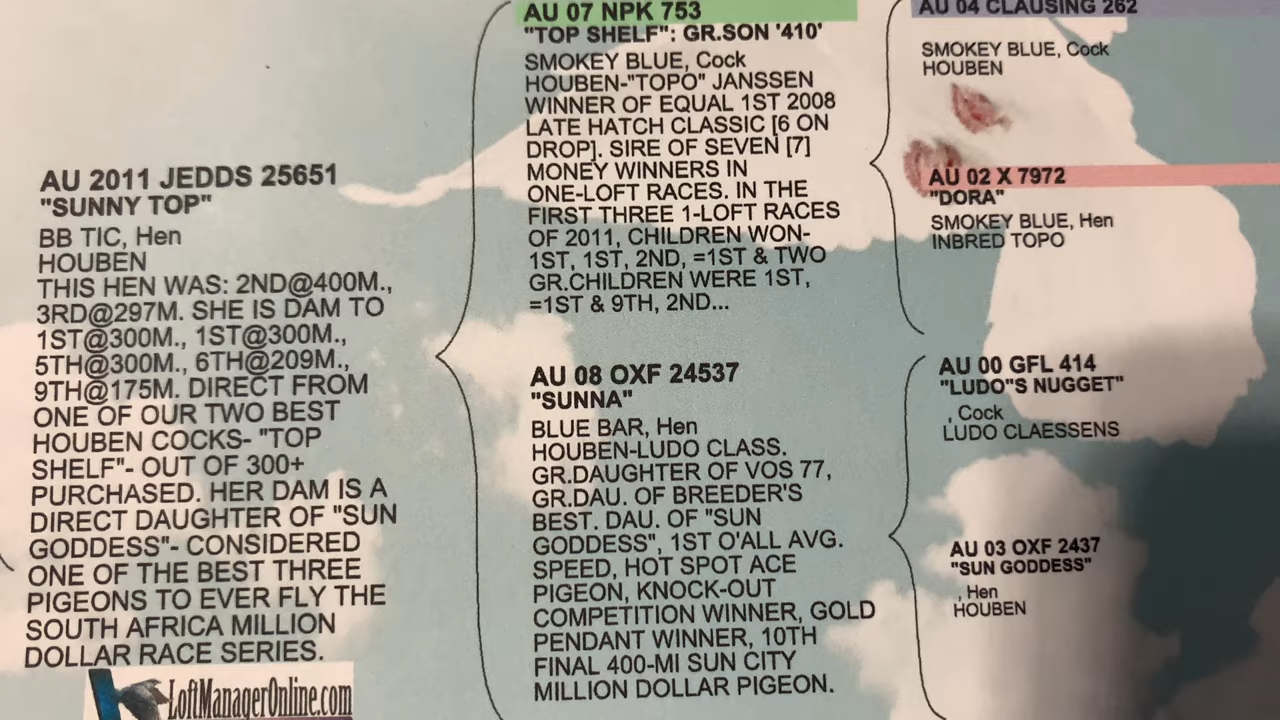 AU 2011 JEDDS 25651
"SUNNY TOP"
BB TIC, Hen
HOUBEN
THIS HEN WAS: 2ND@400M.,
3RD@297M. SHE IS DAM TO
1ST@300M., 1ST@300M.,
5TH@300M., 6TH@209M.,
9TH@175M. DIRECT FROM
ONE OF OUR TWO BEST
HOUBEN COCKS- "TOP
SHELF"- OUT OF 300+
PURCHASED. HER DAM IS A
DIRECT DAUGHTER OF "SUN
GODDESS"- CONSIDERED
ONE OF THE BEST THREE
PIGEONS TO EVER FLY THE
SOUTH AFRICA MILLION
DOLLAR RACE SERIES.
LoftManagerOnline.com
AU 07 NPK 753
"TOP SHELF": GR.SON '410'
SMOKEY BLUE, Cock
HOUBEN-"TOPO" JANSSEN
WINNER OF EQUAL 1ST 2008
LATE HATCH CLASSIC [6 ON
DROP]. SIRE OF SEVEN [7]
MONEY WINNERS IN
ONE-LOFT RACES. IN THE
FIRST THREE 1-LOFT RACES
OF 2011, CHILDREN WON-
1ST, 1ST, 2ND, =1ST & TWO
GR.CHILDREN WERE 1ST,
=1ST & 9TH, 2ND...
AU 08 OXF 24537
"SUNNA"
BLUE BAR, Hen
HOUBEN-LUDO CLASS.
GR.DAUGHTER OF VOS 77,
GR.DAU. OF BREEDER'S
BEST. DAU. OF "SUN
GODDESS", 1ST O'ALL AVG.
SPEED, HOT SPOT ACE
PIGEON, KNOCK-OUT
COMPETITION WINNER, GOLD
PENDANT WINNER, 10TH
FINAL 400-MI SUN CITY
MILLION DOLLAR PIGEON.
AU 04 CLAUSING 262
SMOKEY BLUE, Cock
HOUBEN
AU 02 X 7972
"DORA"
SMOKEY BLUE, Hen
INBRED TOPO
AU 00 GFL 414
"LUDO"S NUGGET"
, Cock
LUDO CLAESSENS
AU 03 OXF 2437
"SUN GODDESS"
, Hen
HOUBEN